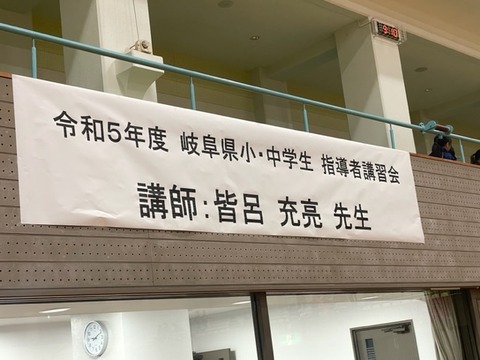 令和5年度 岐阜県小・中学生 指導者講習会
講師:皆呂 充亮 先生